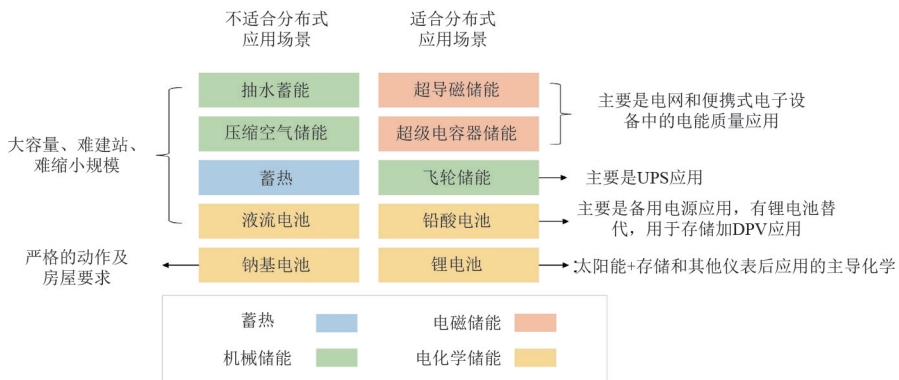 不适合分布式
应用场景
适合分布式
应用场景
大容量、难建站、
难缩小规模
抽水蓄能
压缩空气储能
蓄热
液流电池
钠基电池
超导磁储能
超级电容器储能
飞轮储能
铅酸电池
锂电池
主要是电网和便携式电子设
备中的电能质量应用
主要是UPS应用
主要是备用电源应用，有锂电池替
代，用于存储加DPV应用
太阳能+存储和其他仪表后应用的主导化学
严格的动作及
房屋要求
蓄热
电磁储能
机械储能
电化学储能